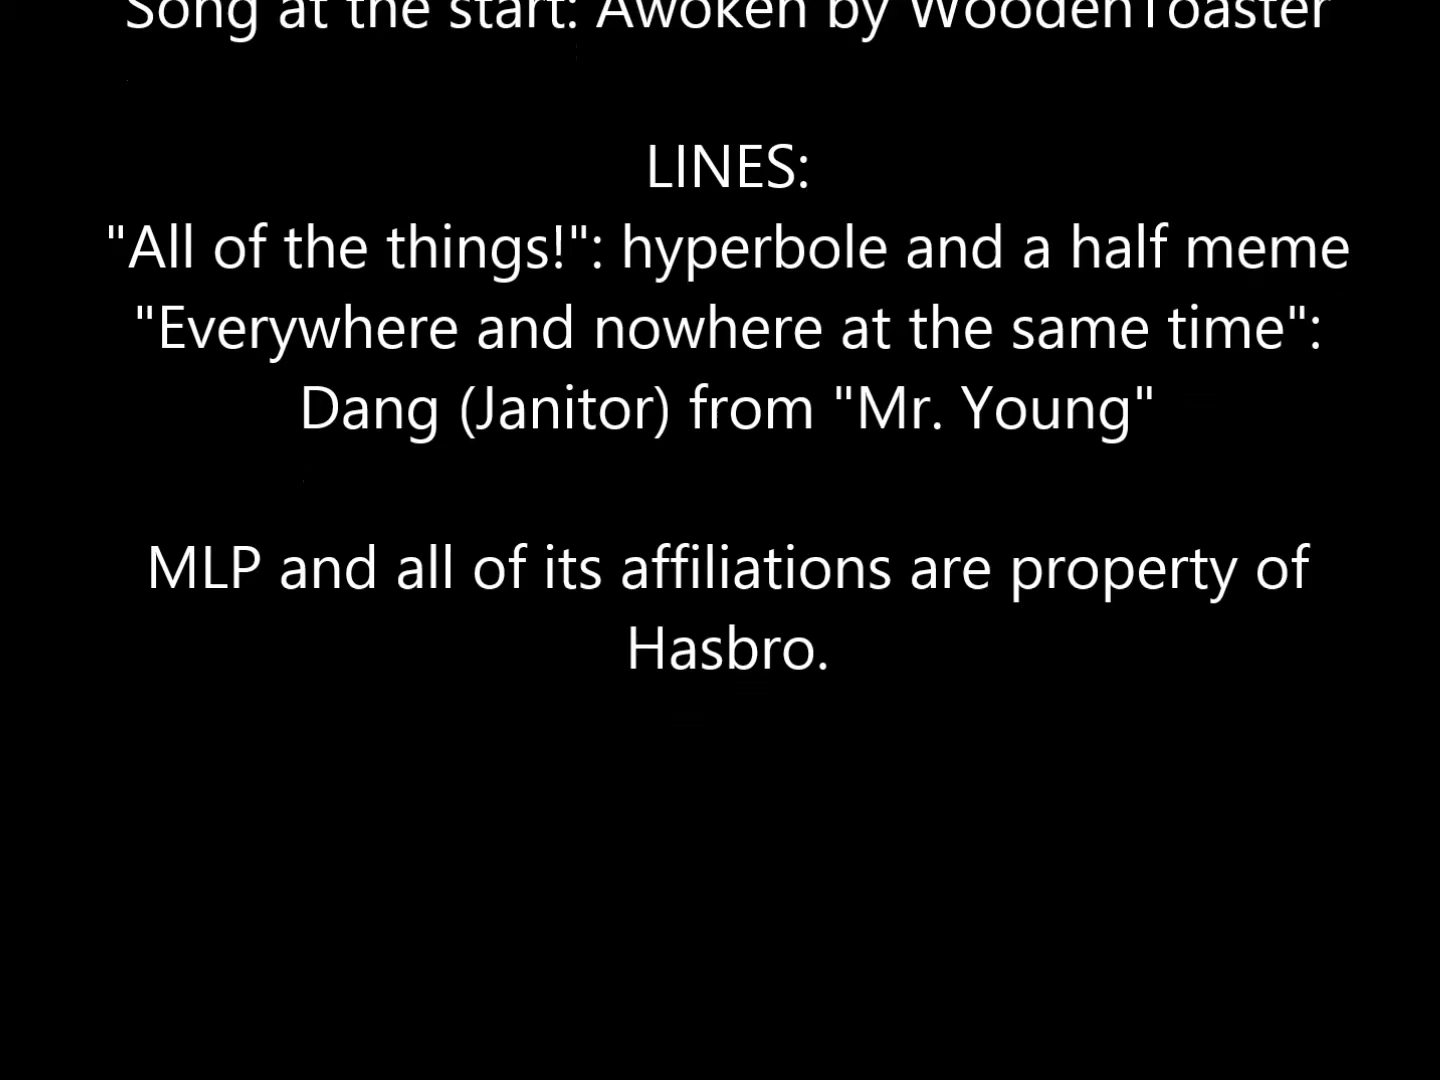 Song at the start: Awoken by WoodenToaster
LINES:
"All of the things!": hyperbole and a half meme
"Everywhere and nowhere at the same time":
Dang (Janitor) from "Mr. Young"
MLP and all of its affiliations are property of
Hasbro.